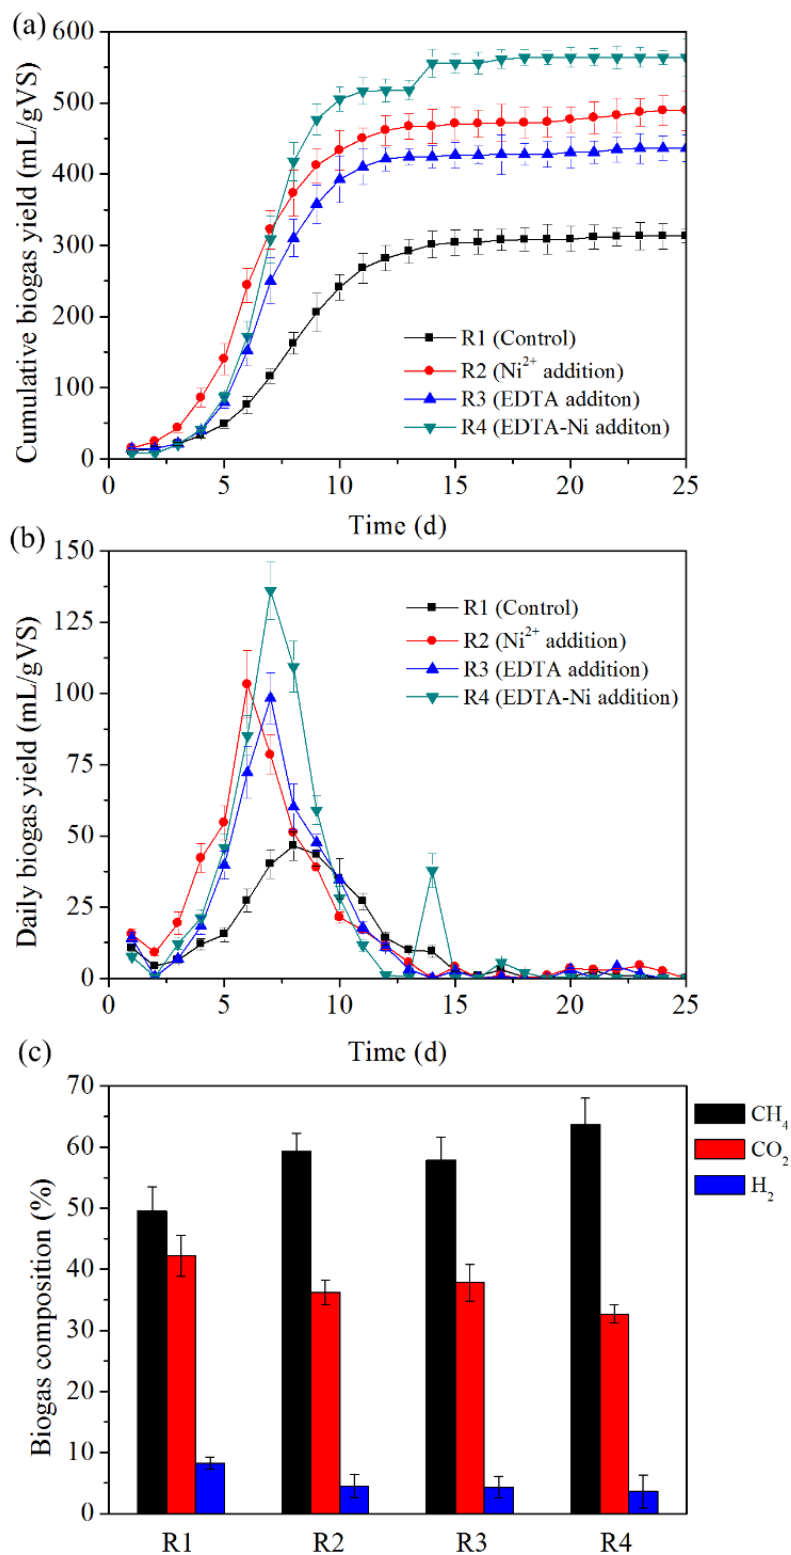 (a)
600
500
400
300
200
100
0
Cumulative biogas yield (mL/gVS)
R1 (Control)
R2 (Ni²⁺ addition)
R3 (EDTA additon)
R4 (EDTA-Ni additon)
0 5 10 15 20 25
Time (d)
(b)
150
125
100
75
50
25
0
Daily biogas yield (mL/gVS)
R1 (Control)
R2 (Ni²⁺ addition)
R3 (EDTA addition)
R4 (EDTA-Ni addition)
0 5 10 15 20 25
Time (d)
(c)
70
60
50
40
30
20
10
0
Biogas composition (%)
CH₄
CO₂
H₂
R1 R2 R3 R4